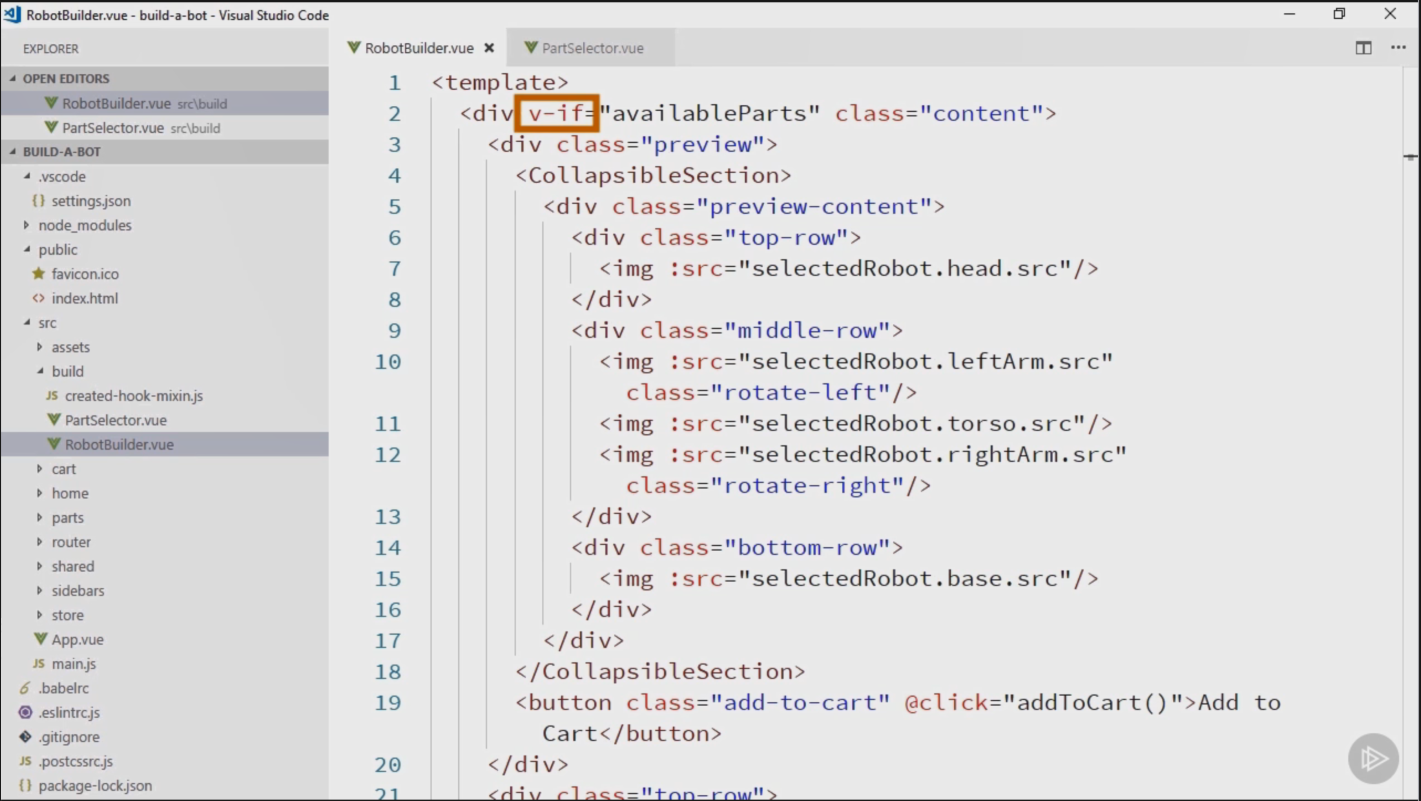 RobotBuilder.vue - build-a-bot - Visual Studio Code
EXPLORER
OPEN EDITORS
RobotBuilder.vue src\build
PartSelector.vue src\build
BUILD-A-BOT
.vscode
{} settings.json
node_modules
public
favicon.ico
<> index.html
src
assets
build
JS created-hook-mixin.js
PartSelector.vue
RobotBuilder.vue
cart
home
parts
router
shared
sidebars
store
App.vue
JS main.js
.babelrc
.eslintrc.js
.gitignore
JS .postcssrc.js
{} package-lock.json
RobotBuilder.vue
PartSelector.vue
1 <template>
2 <div v-if="availableParts" class="content">
3 <div class="preview">
4 <CollapsibleSection>
5 <div class="preview-content">
6 <div class="top-row">
7 <img :src="selectedRobot.head.src"/>
8 </div>
9 <div class="middle-row">
10 <img :src="selectedRobot.leftArm.src"
class="rotate-left"/>
11 <img :src="selectedRobot.torso.src"/>
12 <img :src="selectedRobot.rightArm.src"
class="rotate-right"/>
13 </div>
14 <div class="bottom-row">
15 <img :src="selectedRobot.base.src"/>
16 </div>
17 </div>
18 </CollapsibleSection>
19 <button class="add-to-cart" @click="addToCart()">Add to
Cart</button>
20 </div>
21 <div class="top-row">